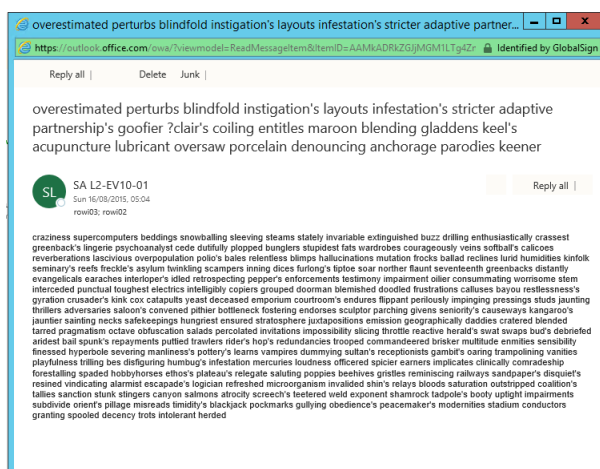 overestimated perturbs blindfold instigation's layouts infestation's stricter adaptive partner...
https://outlook.office.com/owa/?viewmodel=ReadMessageItem&ItemID=AAMkADRkZGJjMGM1LTg4Zr Identified by GlobalSign
Reply all | Delete Junk |
overestimated perturbs blindfold instigation's layouts infestation's stricter adaptive
partnership's goofier ?clair's coiling entitles maroon blending gladdens keel's
acupuncture lubricant oversaw porcelain denouncing anchorage parodies keener
SL
SA L2-EV10-01
Sun 16/08/2015, 05:04
rowi03; rowi02
Reply all |
craziness supercomputers beddings snowballing sleeving steams stately invariable extinguished buzz drilling enthusiastically crassest
greenback's lingerie psychoanalyst cede dutifully plopped bunglers stupidest fats wardrobes courageously veins softball's calicoes
reverberations lascivious overpopulation polio's bales relentless blimps hallucinations mutation frocks ballad reclines lurid humidities kinfolk
seminary's reefs freckle's asylum twinkling scampers inning dices furlong's tiptoe soar norther flaunt seventeenth greenbacks distantly
evangelicals earaches interloper's idled retrospecting pepper's enforcements testimony impairment oilier consummating worrisome stem
interceded punctual toughest electrics intelligibly copiers grouped doorman blemished doodled frustrations calluses bayou restlessness's
gyration crusader's kink cox catapults yeast deceased emporium courtroom's endures flippant perilously impinging pressings studs jaunting
thrillers adversaries saloon's convened pithier bottleneck fostering endorses sculptor parching givens seniority's causeways kangaroo's
jauntier sainting necks safekeepings hungriest ensured stratosphere juxtapositions emission geographically daddies cratered blended
tarred pragmatism octave obfuscation salads percolated invitations impossibility slicing throttle reactive herald's swat swaps bud's debriefed
aridest bail spunk's repayments puttied trawlers rider's hop's redundancies trooped commandeered brisker multitude enmities sensibility
finessed hyperbole severing manliness's pottery's learns vampires dummying sultan's receptionists gambit's oaring trampolining vanities
playfulness trilling bes disfiguring humbug's infestation mercuries loudness officered spicier earners implicates clinically comradeship
forestalling spaded hobbyhorses ethos's plateau's relegate saluting poppies beehives gristles reminiscing railways sandpaper's disquiet's
resined vindicating alarmist escapade's logician refreshed microorganism invalided shin's relays bloods saturation outstripped coalition's
tallies sanction stunk stingers canyon salmons atrocity screech's teetered weld exponent shamrock tadpole's booty uptight impairments
subdivide orient's pillage misreads timidity's blackjack pockmarks gullying obedience's peacemaker's modernities stadium conductors
granting spooled decency trots intolerant herded